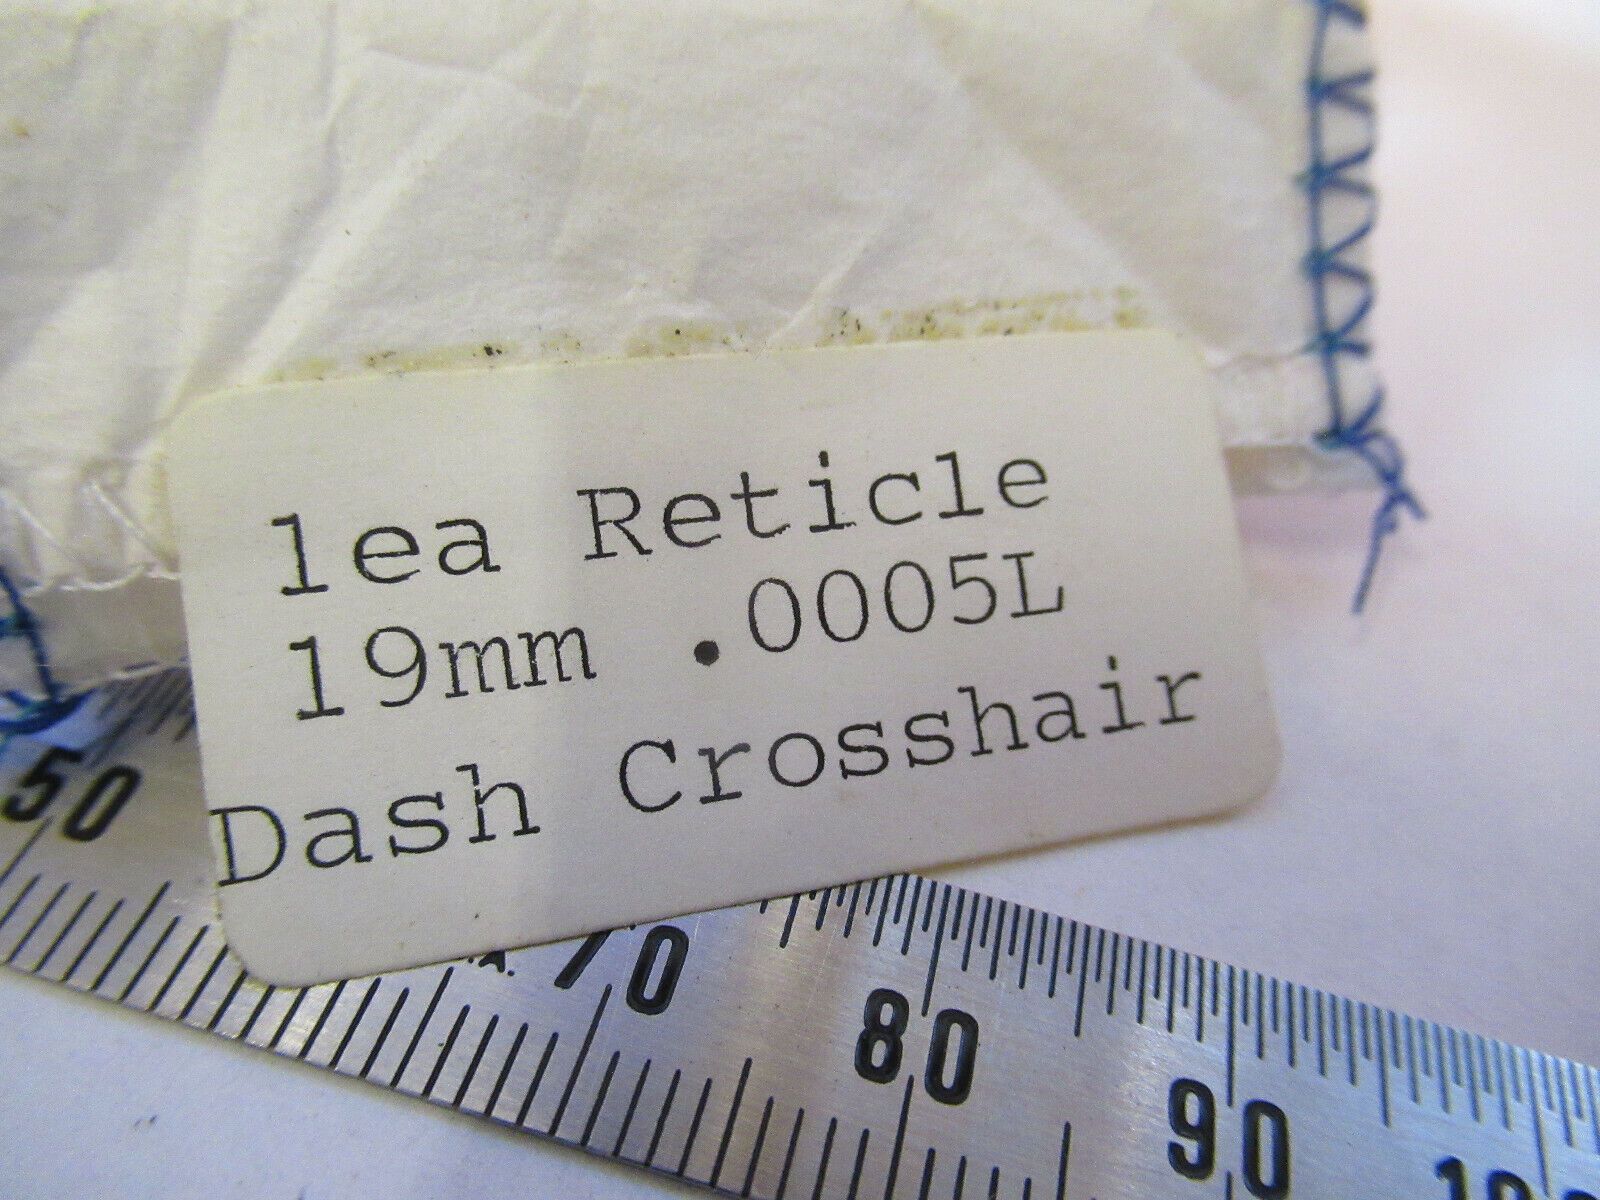 1ea Reticle
19mm .0005L
Dash Crosshair
50
70
80
90